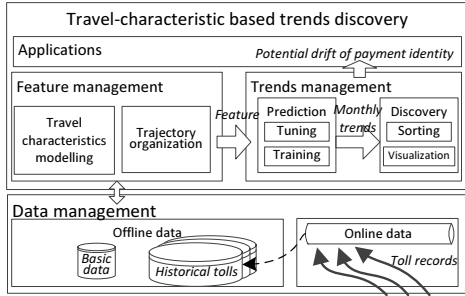 Travel-characteristic based trends discovery
Applications
Potential drift of payment identity
Feature management
Travel
characteristics
modelling
Trajectory
organization
Feature
Trends management
Prediction
Tuning
Training
Monthly
trends
Discovery
Sorting
Visualization
Data management
Offline data
Basic
data
Historical tolls
Online data
Toll records